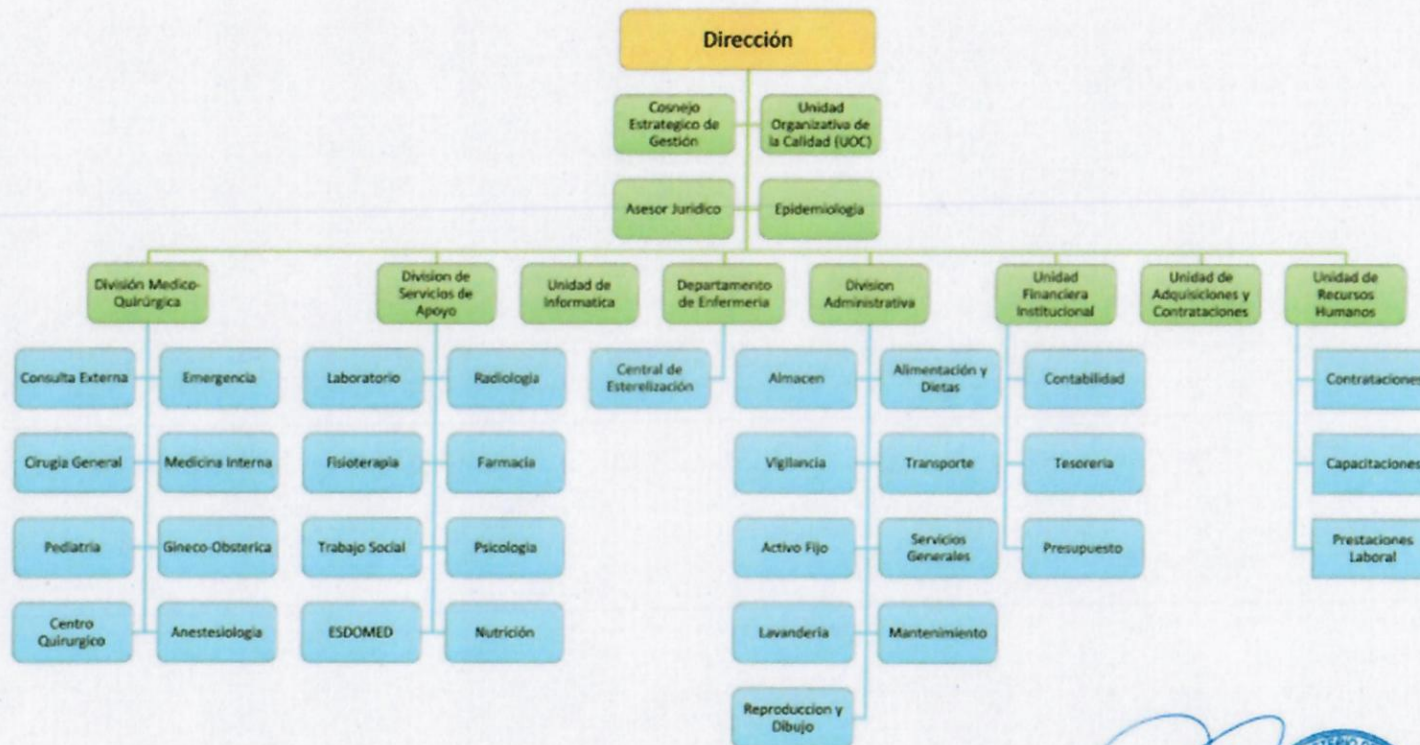 Dirección
Cosnejo
Estrategico de
Gestión
Unidad
Organizativa de
la Calidad (UOC)
Asesor Juridico
Epidemiologia
División Medico-
Quirúrgica
Division de
Servicios de
Apoyo
Unidad de
Informatica
Departamento
de Enfermeria
Division
Administrativa
Unidad
Financiera
Institucional
Unidad de
Adquisiciones y
Contrataciones
Unidad de
Recursos
Humanos
Consulta Externa
Emergencia
Laboratorio
Radiologia
Central de
Esterelización
Almacen
Alimentación y
Dietas
Contabilidad
Contrataciones
Cirugia General
Medicina Interna
Fisioterapia
Farmacia
Vigilancia
Transporte
Tesoreria
Capacitaciones
Pediatria
Gineco-Obsterica
Trabajo Social
Psicologia
Activo Fijo
Servicios
Generales
Presupuesto
Prestaciones
Laboral
Centro
Quirurgico
Anestesiologia
ESDOMED
Nutrición
Lavanderia
Mantenimiento
Reproduccion y
Dibujo